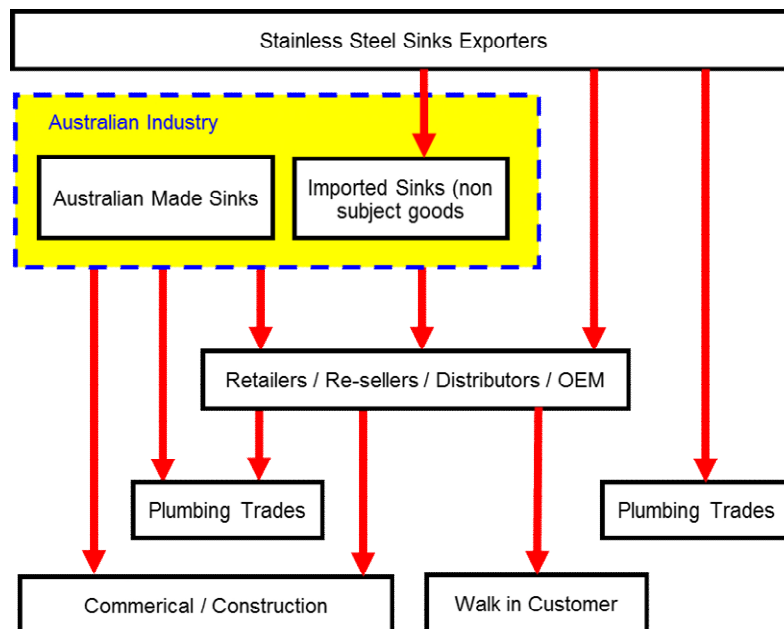 Stainless Steel Sinks Exporters
Australian Industry
Australian Made Sinks
Imported Sinks (non
subject goods
Retailers / Re-sellers / Distributors / OEM
Plumbing Trades
Plumbing Trades
Commerical / Construction
Walk in Customer